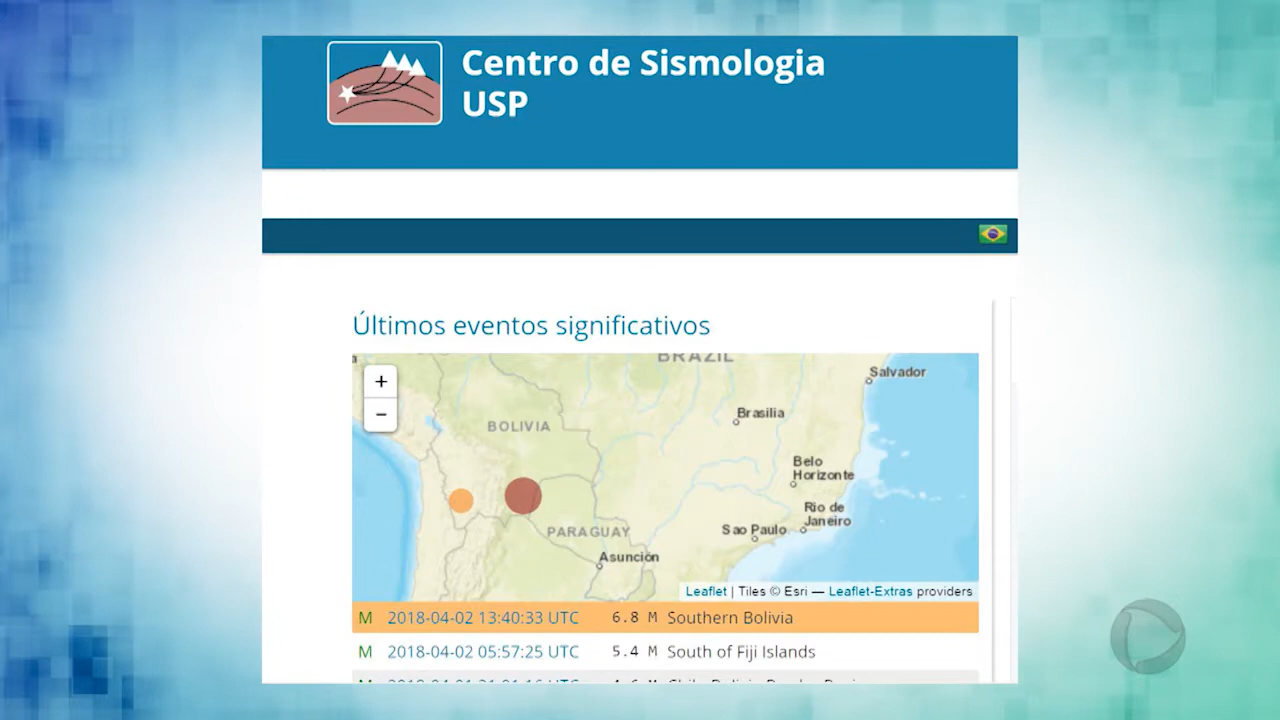 Centro de Sismologia
USP
Últimos eventos significativos
+
−
BRAZIL
Salvador
Brasilia
BOLIVIA
Belo
Horizonte
Rio de
Janeiro
Sao Paulo
PARAGUAY
Asunción
Leaflet | Tiles © Esri — Leaflet-Extras providers
M 2018-04-02 13:40:33 UTC 6.8 M Southern Bolivia
M 2018-04-02 05:57:25 UTC 5.4 M South of Fiji Islands